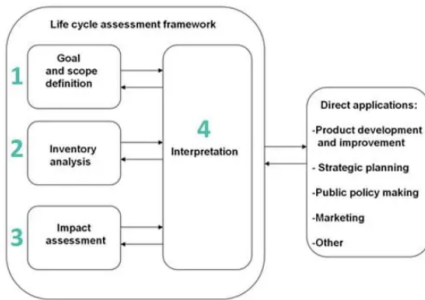 Life cycle assessment framework
1
Goal
and scope
definition
2
Inventory
analysis
3
Impact
assessment
4
Interpretation
Direct applications:
-Product development
and improvement
- Strategic planning
-Public policy making
-Marketing
-Other